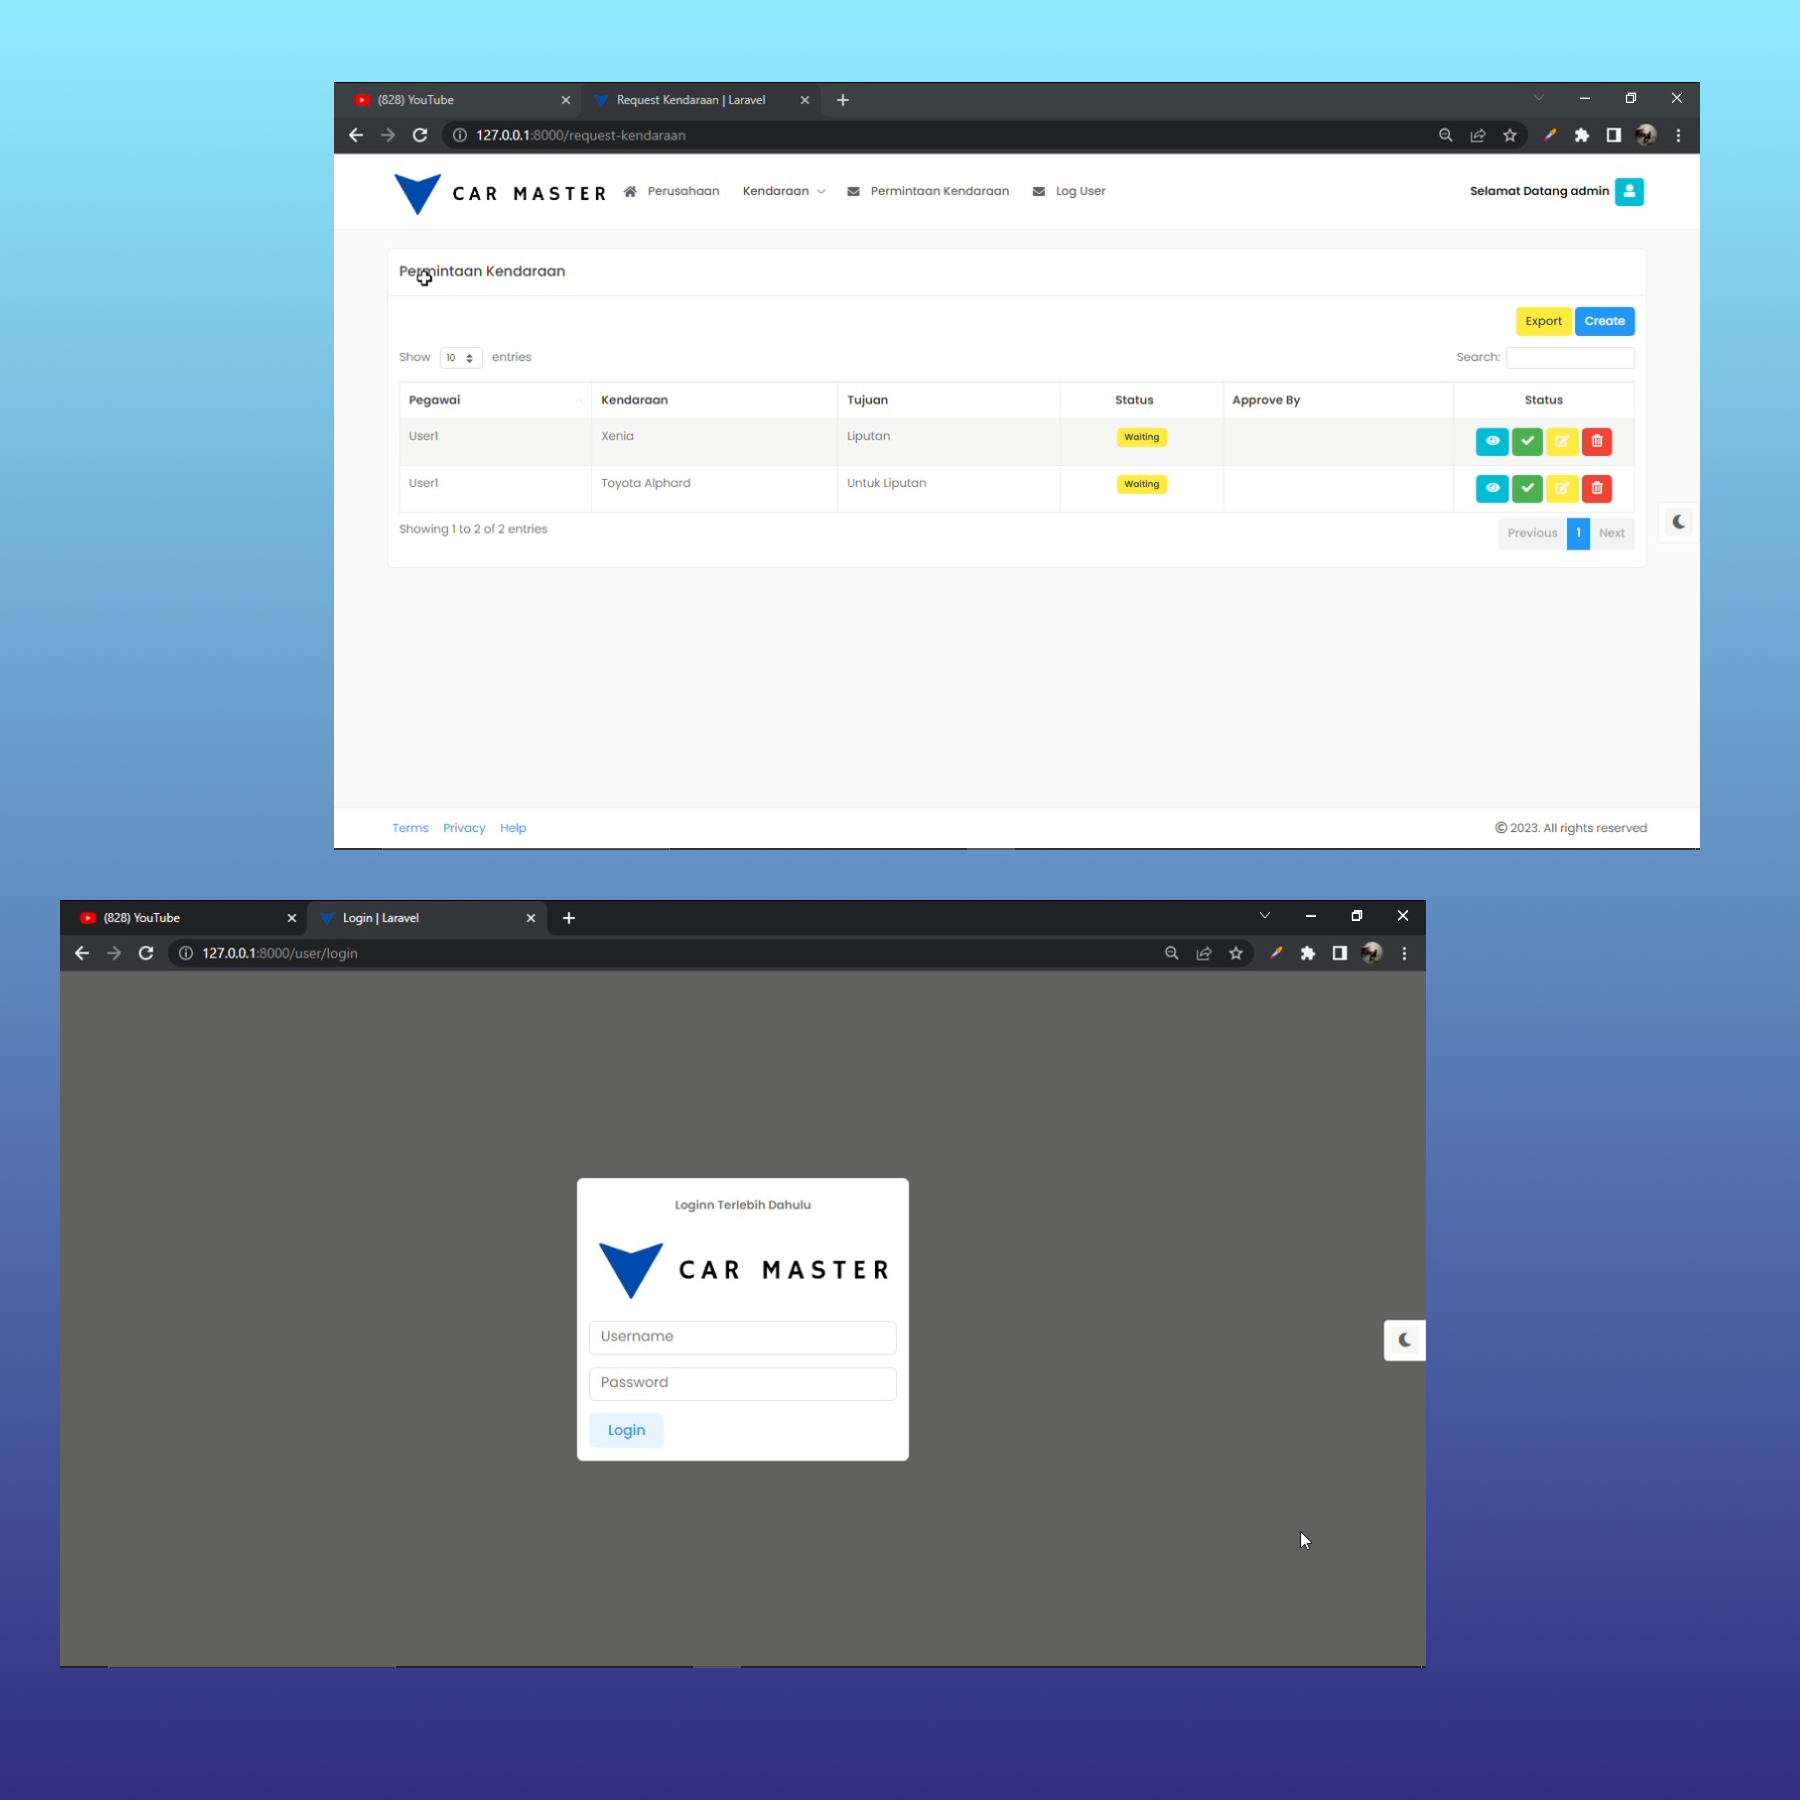 (828) YouTube
Request Kendaraan | Laravel
127.0.0.1:8000/request-kendaraan
CAR MASTER
Perusahaan
Kendaraan
Permintaan Kendaraan
Log User
Selamat Datang admin
Permintaan Kendaraan
Export
Create
Show 10 entries
Search:
Pegawai Kendaraan Tujuan Status Approve By Status
User1 Xenia Liputan Waiting
User1 Toyota Alphard Untuk Liputan Waiting
Showing 1 to 2 of 2 entries
Previous 1 Next
Terms Privacy Help
© 2023. All rights reserved
(828) YouTube
Login | Laravel
127.0.0.1:8000/user/login
Loginn Terlebih Dahulu
CAR MASTER
Username
Password
Login